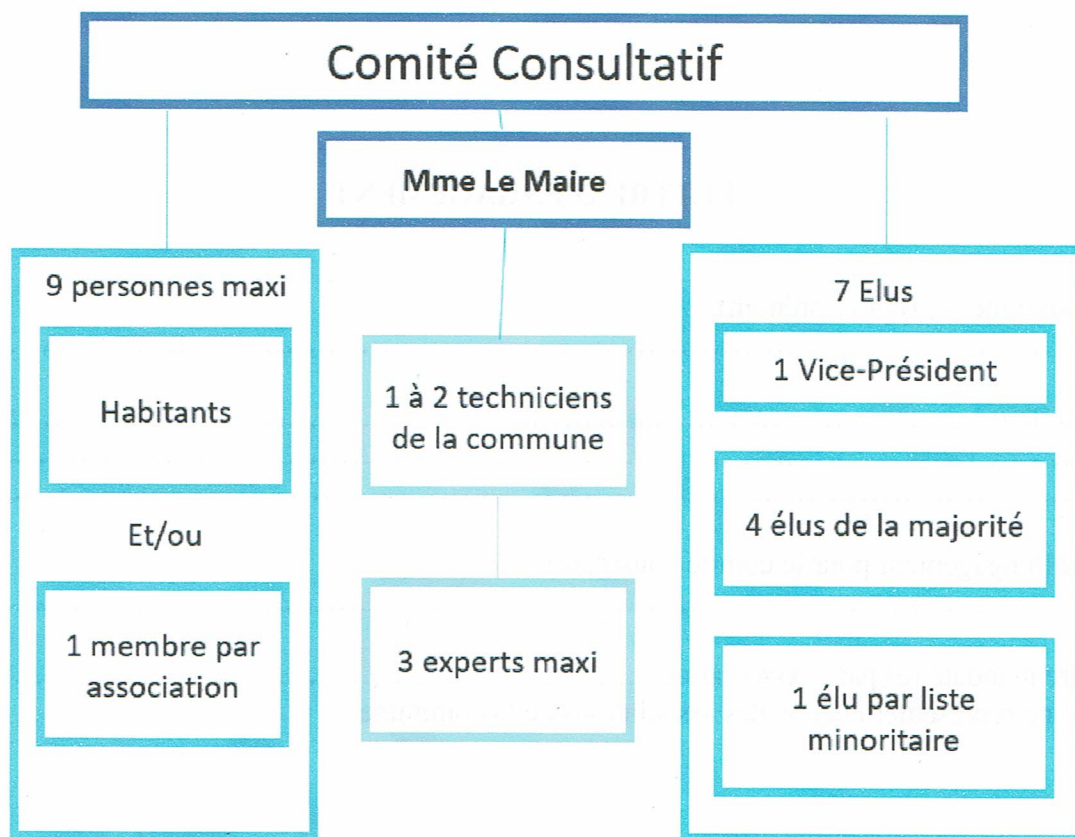 Comité Consultatif
Mme Le Maire
9 personnes maxi
Habitants
Et/ou
1 membre par
association
1 à 2 techniciens
de la commune
3 experts maxi
7 Elus
1 Vice-Président
4 élus de la majorité
1 élu par liste
minoritaire